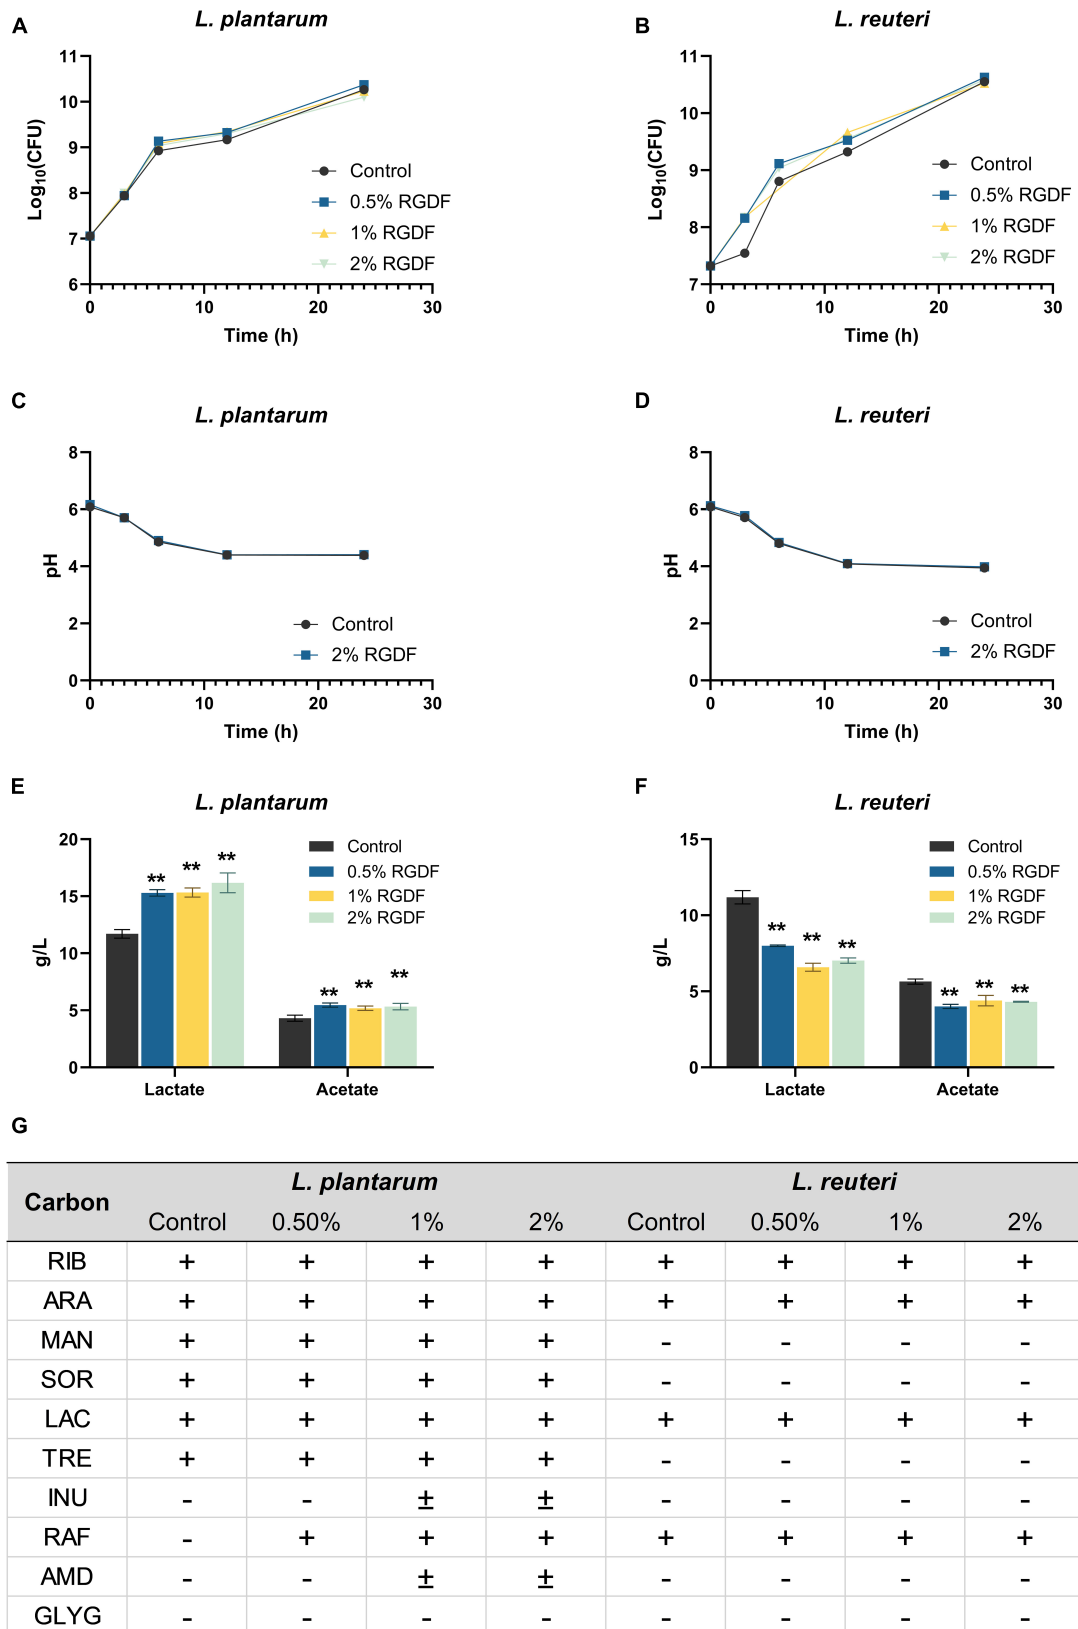 A
L. plantarum
11
10
9
8
7
6
Log10(CFU)
Control
0.5% RGDF
1% RGDF
2% RGDF
0
10
20
30
Time (h)
B
L. reuteri
11
10
9
8
7
Log10(CFU)
Control
0.5% RGDF
1% RGDF
2% RGDF
0
10
20
30
Time (h)
C
L. plantarum
8
6
4
2
0
pH
Control
2% RGDF
0
10
20
30
Time (h)
D
L. reuteri
8
6
4
2
0
pH
Control
2% RGDF
0
10
20
30
Time (h)
E
L. plantarum
20
15
10
5
0
g/L
Control
0.5% RGDF
1% RGDF
2% RGDF
** ** **
** ** **
Lactate
Acetate
F
L. reuteri
15
10
5
0
g/L
Control
0.5% RGDF
1% RGDF
2% RGDF
** ** **
** ** **
Lactate
Acetate
G
Carbon L. plantarum L. reuteri
Control 0.50% 1% 2% Control 0.50% 1% 2%
RIB + + + + + + + +
ARA + + + + + + + +
MAN + + + + - - - -
SOR + + + + - - - -
LAC + + + + + + + +
TRE + + + + - - - -
INU - - ± ± - - - -
RAF - + + + + + + +
AMD - - ± ± - - - -
GLYG - - - - - - - -